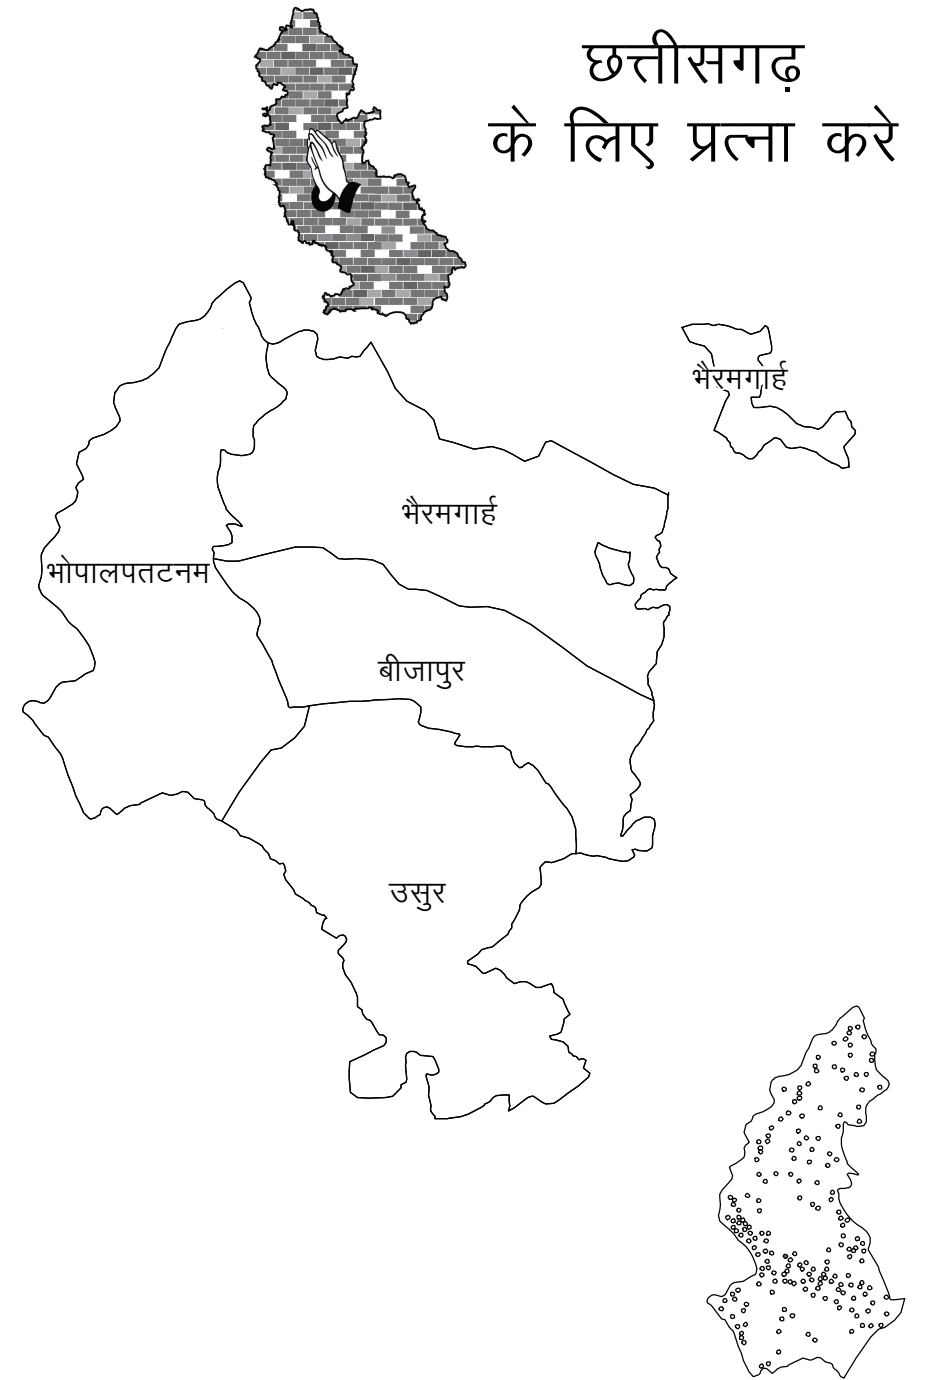 छत्तीसगढ़
के लिए प्रत्ना करे
भैरमगार्ह
भैरमगार्ह
भोपालपतटनम
बीजापुर
उसुर